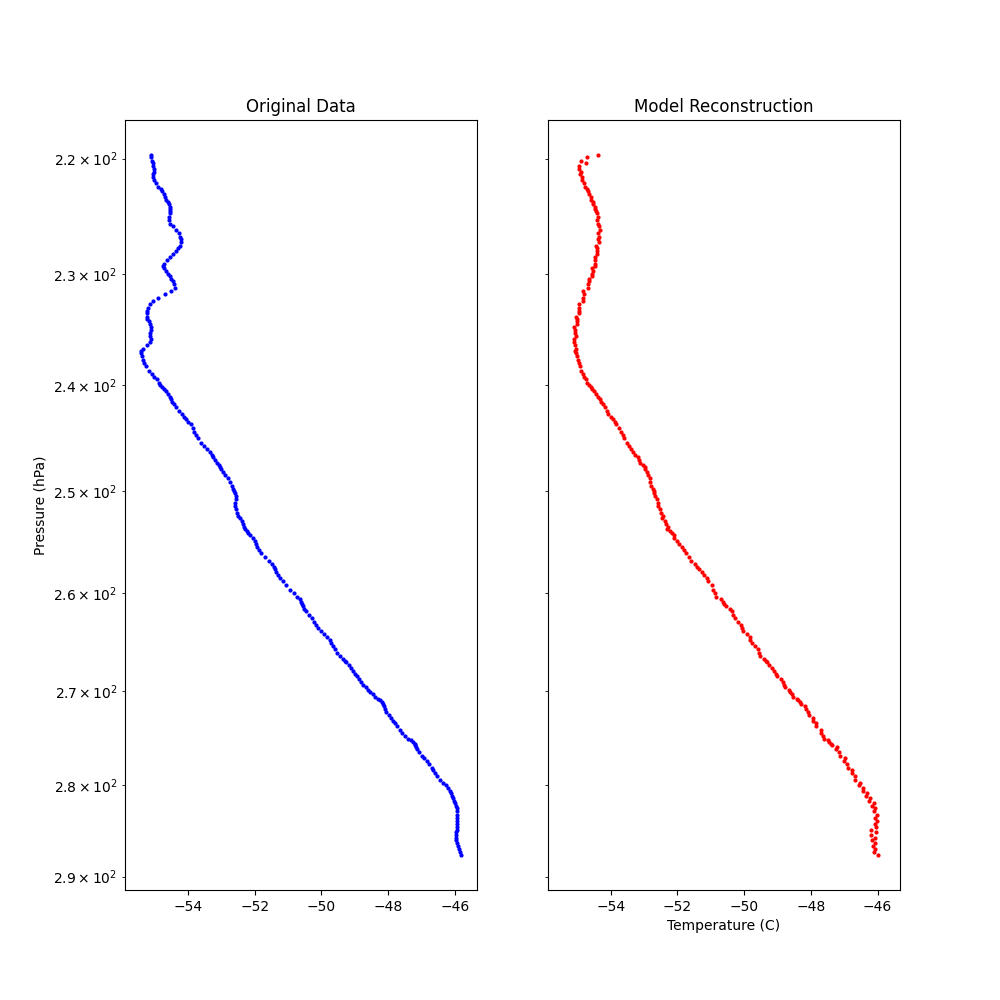 Original Data
Model Reconstruction
2.2 × 10²
2.3 × 10²
2.4 × 10²
2.5 × 10²
2.6 × 10²
2.7 × 10²
2.8 × 10²
2.9 × 10²
Pressure (hPa)
−54 −52 −50 −48 −46
−54 −52 −50 −48 −46
Temperature (C)